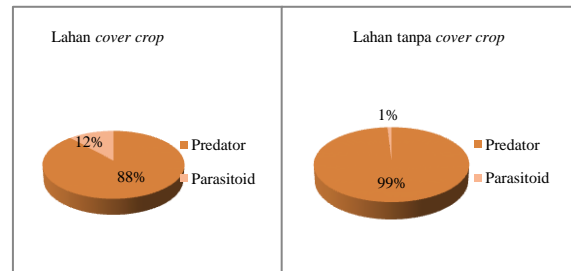 Lahan cover crop
12%
88%
Predator
Parasitoid
Lahan tanpa cover crop
1%
99%
Predator
Parasitoid